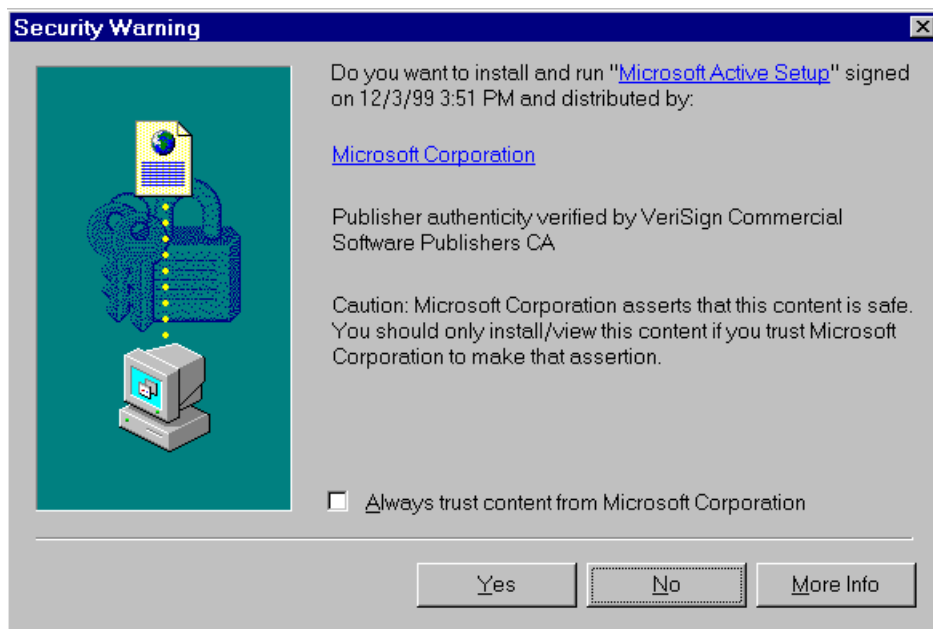 Security Warning
Do you want to install and run "Microsoft Active Setup" signed
on 12/3/99 3:51 PM and distributed by:
Microsoft Corporation
Publisher authenticity verified by VeriSign Commercial
Software Publishers CA
Caution: Microsoft Corporation asserts that this content is safe.
You should only install/view this content if you trust Microsoft
Corporation to make that assertion.
Always trust content from Microsoft Corporation
Yes No More Info